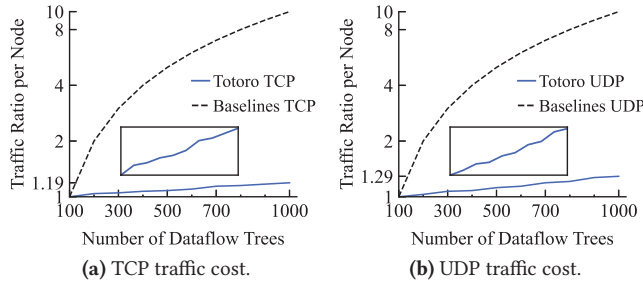 Traffic Ratio per Node
10
8
4
2
1.19
1
Totoro TCP
Baselines TCP
100 300 500 700 1000
Number of Dataflow Trees
(a) TCP traffic cost.
Traffic Ratio per Node
10
8
4
2
1.29
1
Totoro UDP
Baselines UDP
100 300 500 700 1000
Number of Dataflow Trees
(b) UDP traffic cost.